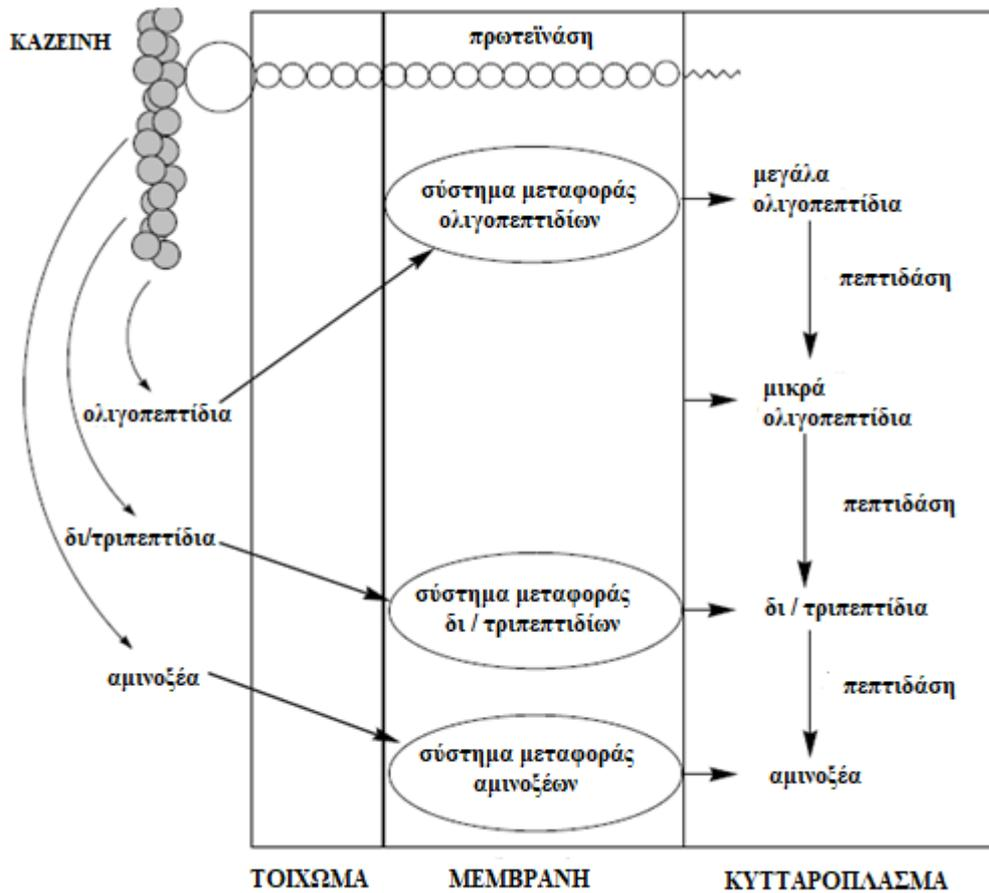 ΚΑΖΕΙΝΗ
πρωτεϊνάση
σύστημα μεταφοράς
ολιγοπεπτιδίων
μεγάλα
ολιγοπεπτίδια
πεπτιδάση
ολιγοπεπτίδια
μικρά
ολιγοπεπτίδια
πεπτιδάση
δι/τριπεπτίδια
σύστημα μεταφοράς
δι / τριπεπτιδίων
δι / τριπεπτίδια
πεπτιδάση
αμινοξέα
σύστημα μεταφοράς
αμινοξέων
αμινοξέα
ΤΟΙΧΩΜΑ
ΜΕΜΒΡΑΝΗ
ΚΥΤΤΑΡΟΠΛΑΣΜΑ